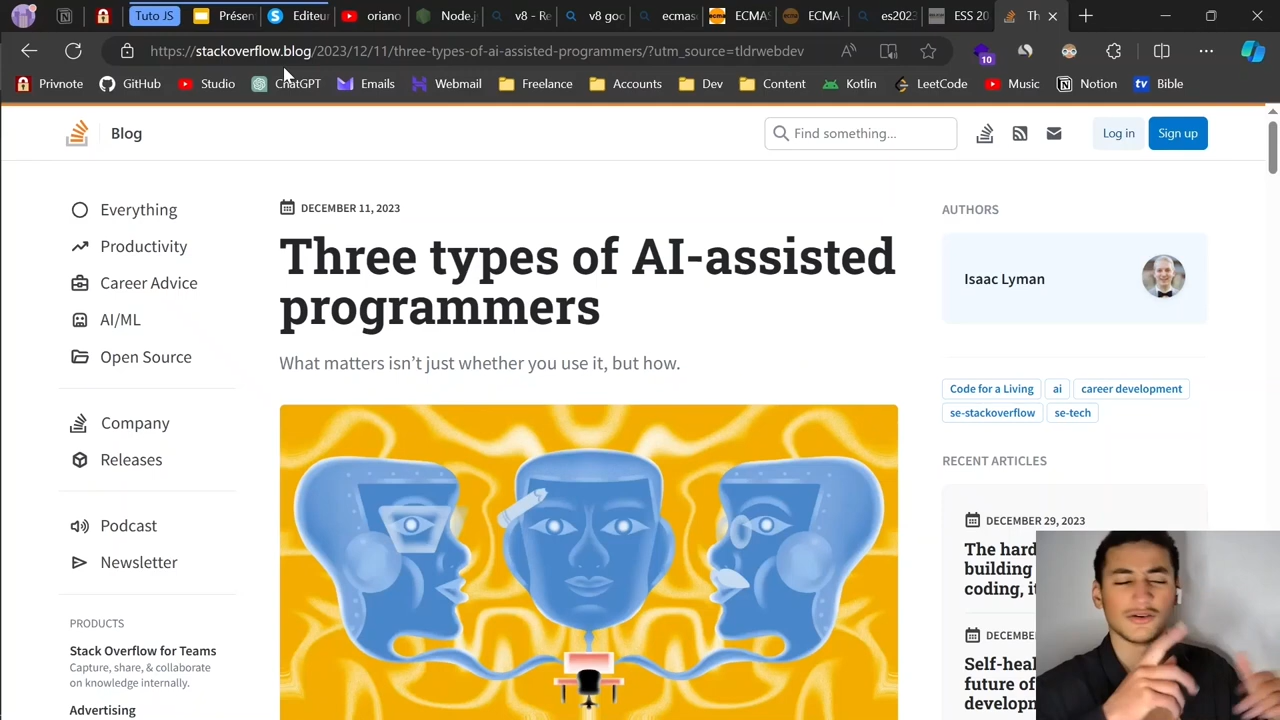 Tuto JS
Présen
Editeu
oriano
Node.j
v8 - Re
v8 goo
ecmas
ECMAS
ECMA-
es2023
ESS 20
Th
https://stackoverflow.blog/2023/12/11/three-types-of-ai-assisted-programmers/?utm_source=tldrwebdev
10
Privnote
GitHub
Studio
ChatGPT
Emails
Wamail
Freelance
Accounts
Dev
Content
Kotlin
LeetCode
Music
Notion
Bible
Blog
Find something...
Log in
Sign up
Everything
Productivity
Career Advice
AI/ML
Open Source
Company
Releases
Podcast
Newsletter
PRODUCTS
Stack Overflow for Teams
Capture, share, & collaborate
on knowledge internally.
Advertising
DECEMBER 11, 2023
Three types of AI-assisted
programmers
What matters isn’t just whether you use it, but how.
AUTHORS
Isaac Lyman
Code for a Living
ai
career development
se-stackoverflow
se-tech
RECENT ARTICLES
DECEMBER 29, 2023
The hard
building
coding, it
DECEMBE
Self-heal
future of
developm